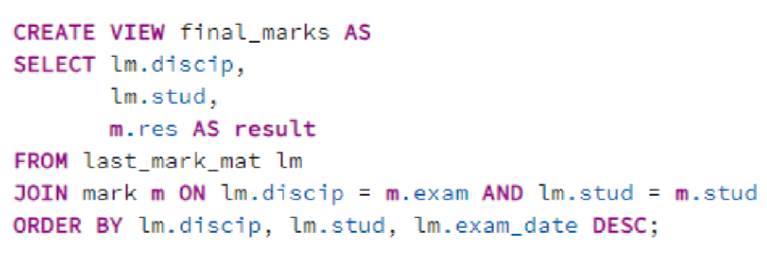 CREATE VIEW final_marks AS
SELECT lm.discip,
lm.stud,
m.res AS result
FROM last_mark_mat lm
JOIN mark m ON lm.discip = m.exam AND lm.stud = m.stud
ORDER BY lm.discip, lm.stud, lm.exam_date DESC;